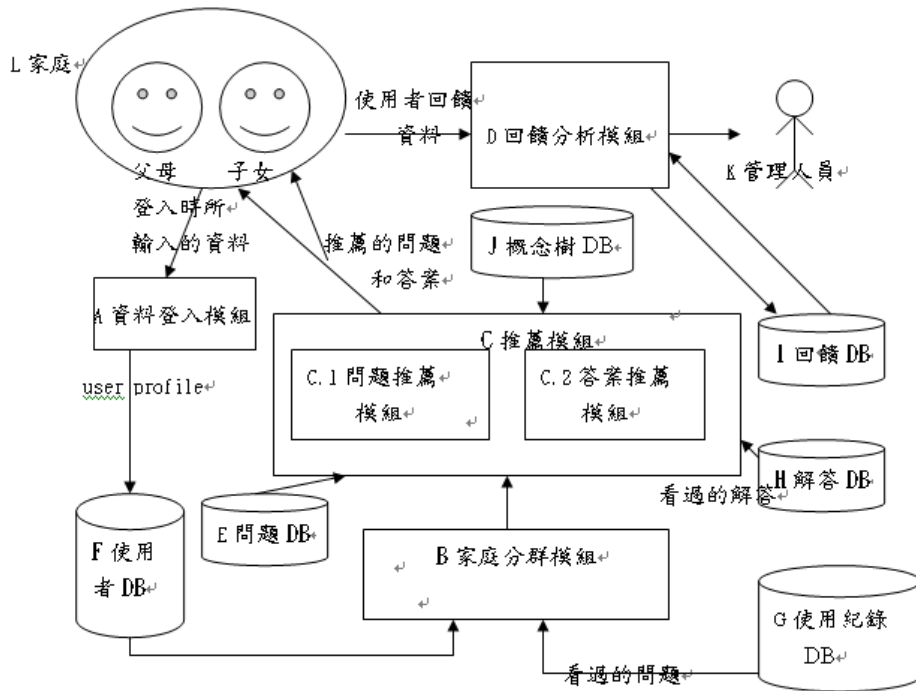 L 家庭
父母
子女
使用者回饋
資料
D 回饋分析模組
K 管理人員
登入時所
輸入的資料
推薦的問題
和答案
J 概念樹 DB
A 資料登入模組
C 推薦模組
I 回饋 DB
C.1 問題推薦
模組
C.2 答案推薦
模組
user profile
H 解答 DB
看過的解答
E 問題 DB
F 使用
者 DB
B 家庭分群模組
G 使用紀錄
DB
看過的問題